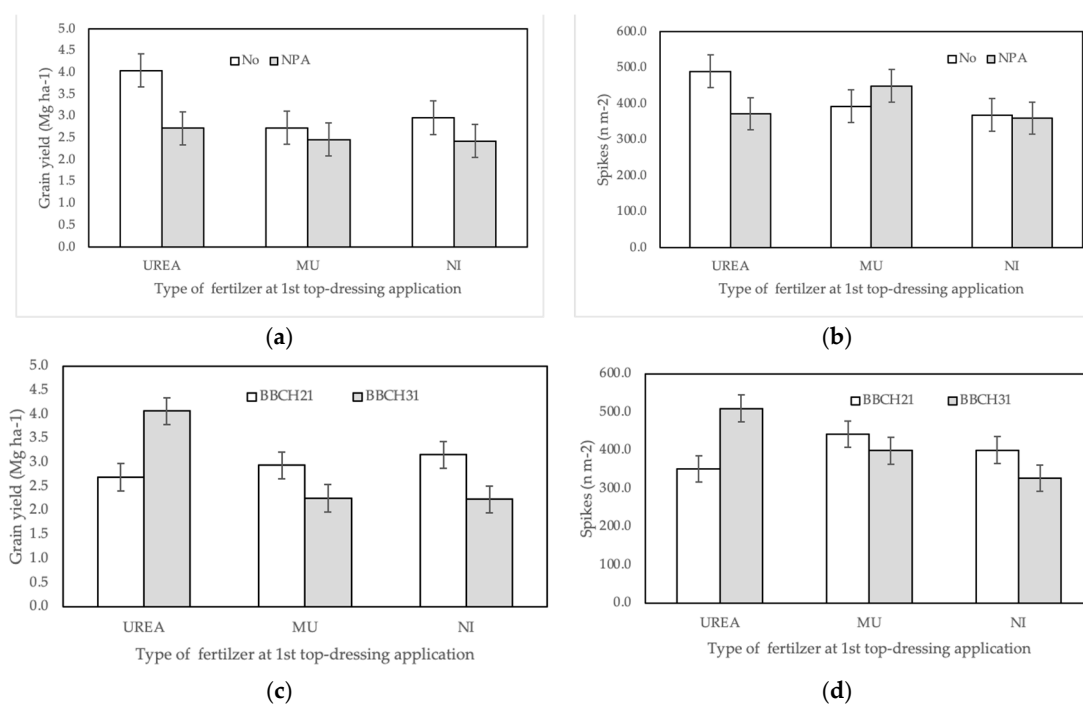 5.0
4.5
4.0
3.5
3.0
2.5
2.0
1.5
1.0
0.5
0.0
Grain yield (Mg ha-1)
No NPA
UREA MU NI
Type of fertilzer at 1st top-dressing application
(a)
600.0
500.0
400.0
300.0
200.0
100.0
0.0
Spikes (n m-2)
No NPA
UREA MU NI
Type of fertilzer at 1st top-dressing application
(b)
5.0
4.5
4.0
3.5
3.0
2.5
2.0
1.5
1.0
0.5
0.0
Grain yield (Mg ha-1)
BBCH21 BBCH31
UREA MU NI
Type of fertilzer at 1st top-dressing application
(c)
600.0
500.0
400.0
300.0
200.0
100.0
0.0
Spikes (n m-2)
BBCH21 BBCH31
UREA MU NI
Type of fertilzer at 1st top-dressing application
(d)